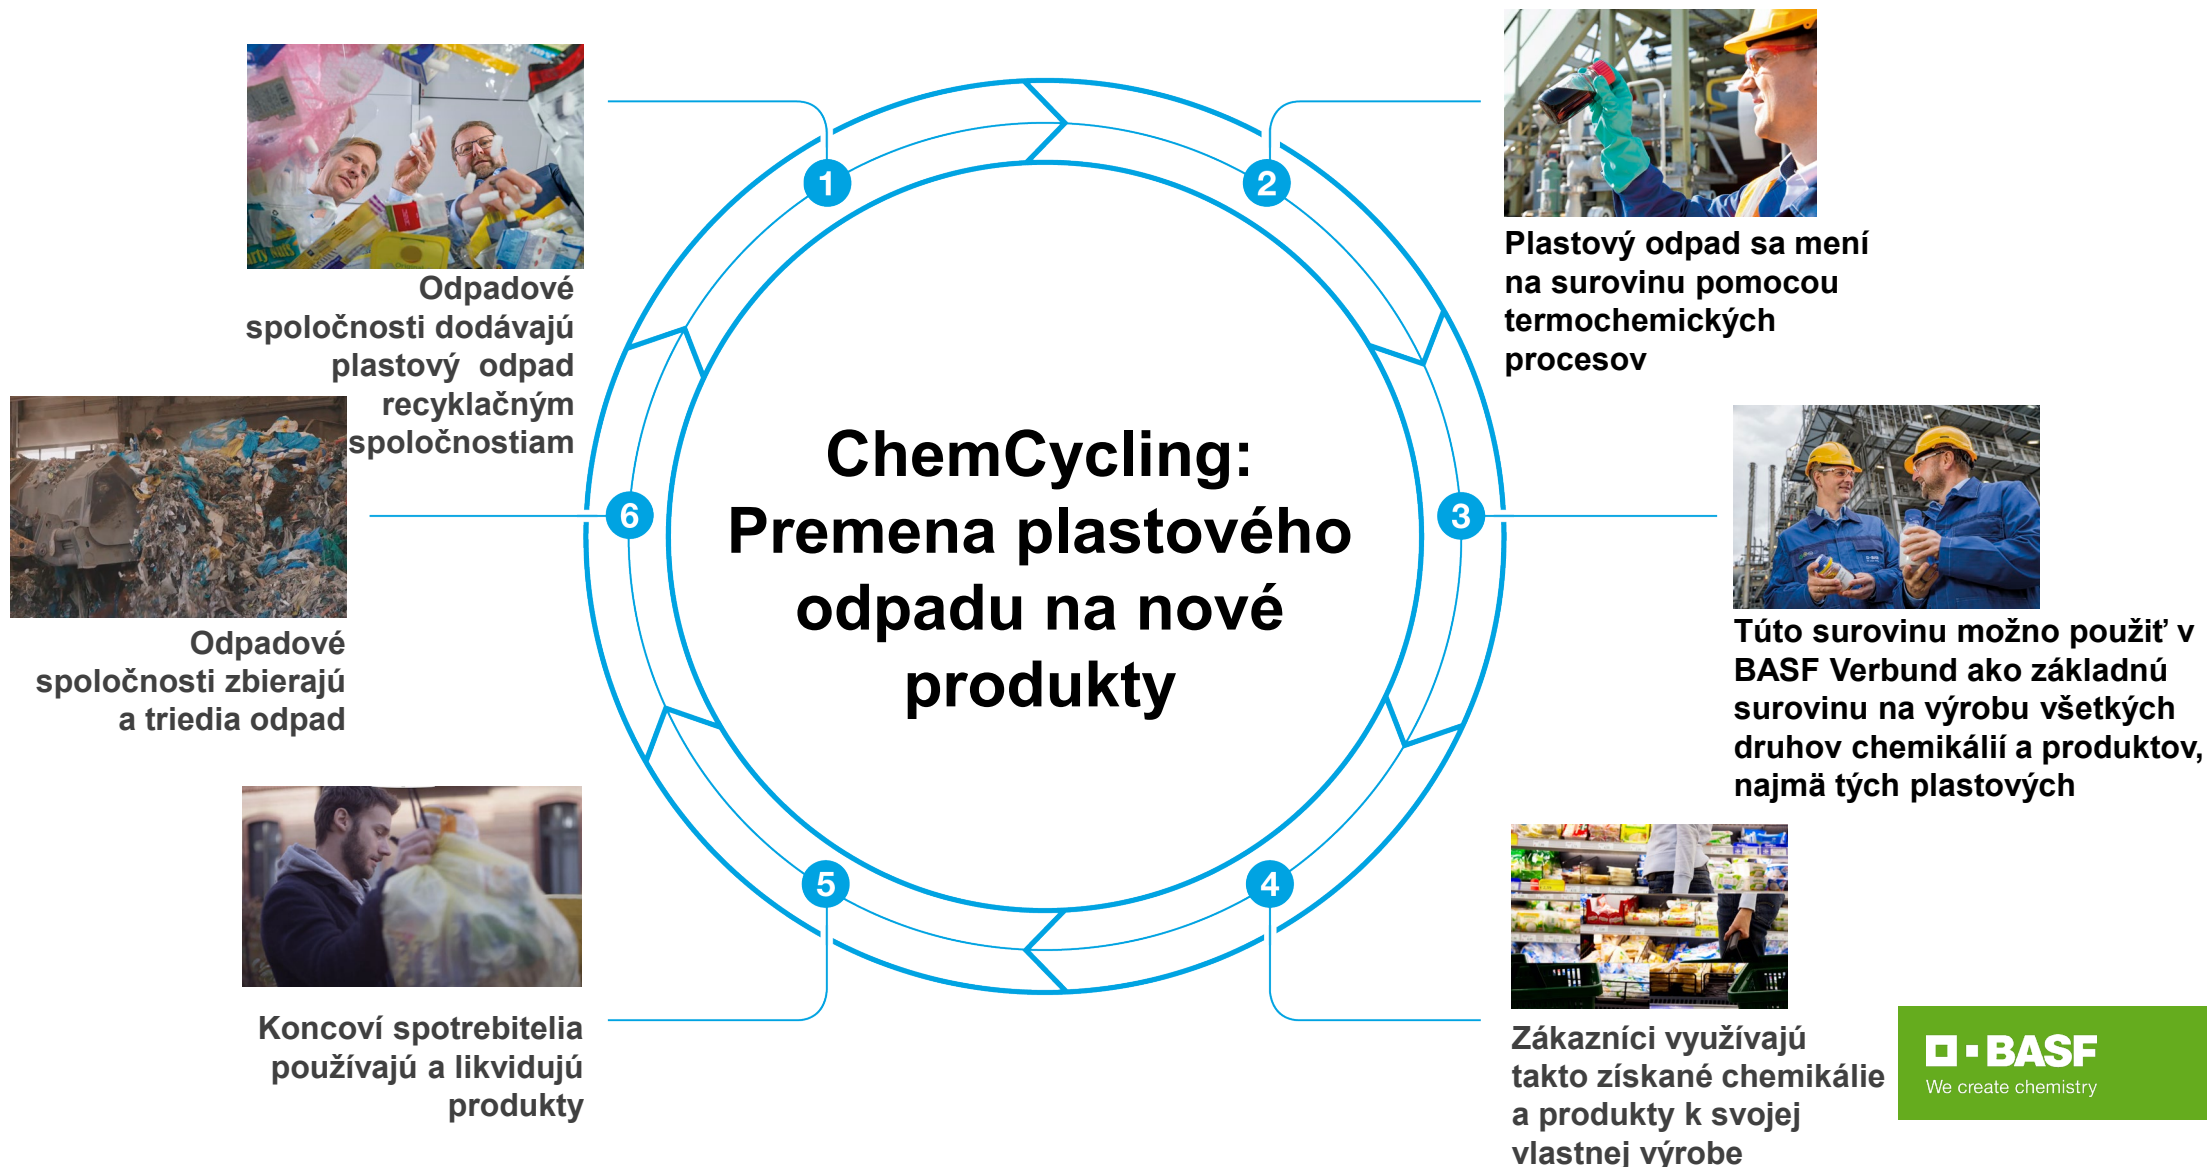 1
Odpadové
spoločnosti dodávajú
plastový odpad
recyklačným
spoločnostiam
2
Plastový odpad sa mení
na surovinu pomocou
termochemických
procesov
ChemCycling:
Premena plastového
odpadu na nové
produkty
3
Túto surovinu možno použiť v
BASF Verbund ako základnú
surovinu na výrobu všetkých
druhov chemikálií a produktov,
najmä tých plastových
4
Zákazníci využívajú
takto získané chemikálie
a produkty k svojej
vlastnej výrobe
5
Koncoví spotrebitelia
používajú a likvidujú
produkty
6
Odpadové
spoločnosti zbierajú
a triedia odpad
BASF
We create chemistry